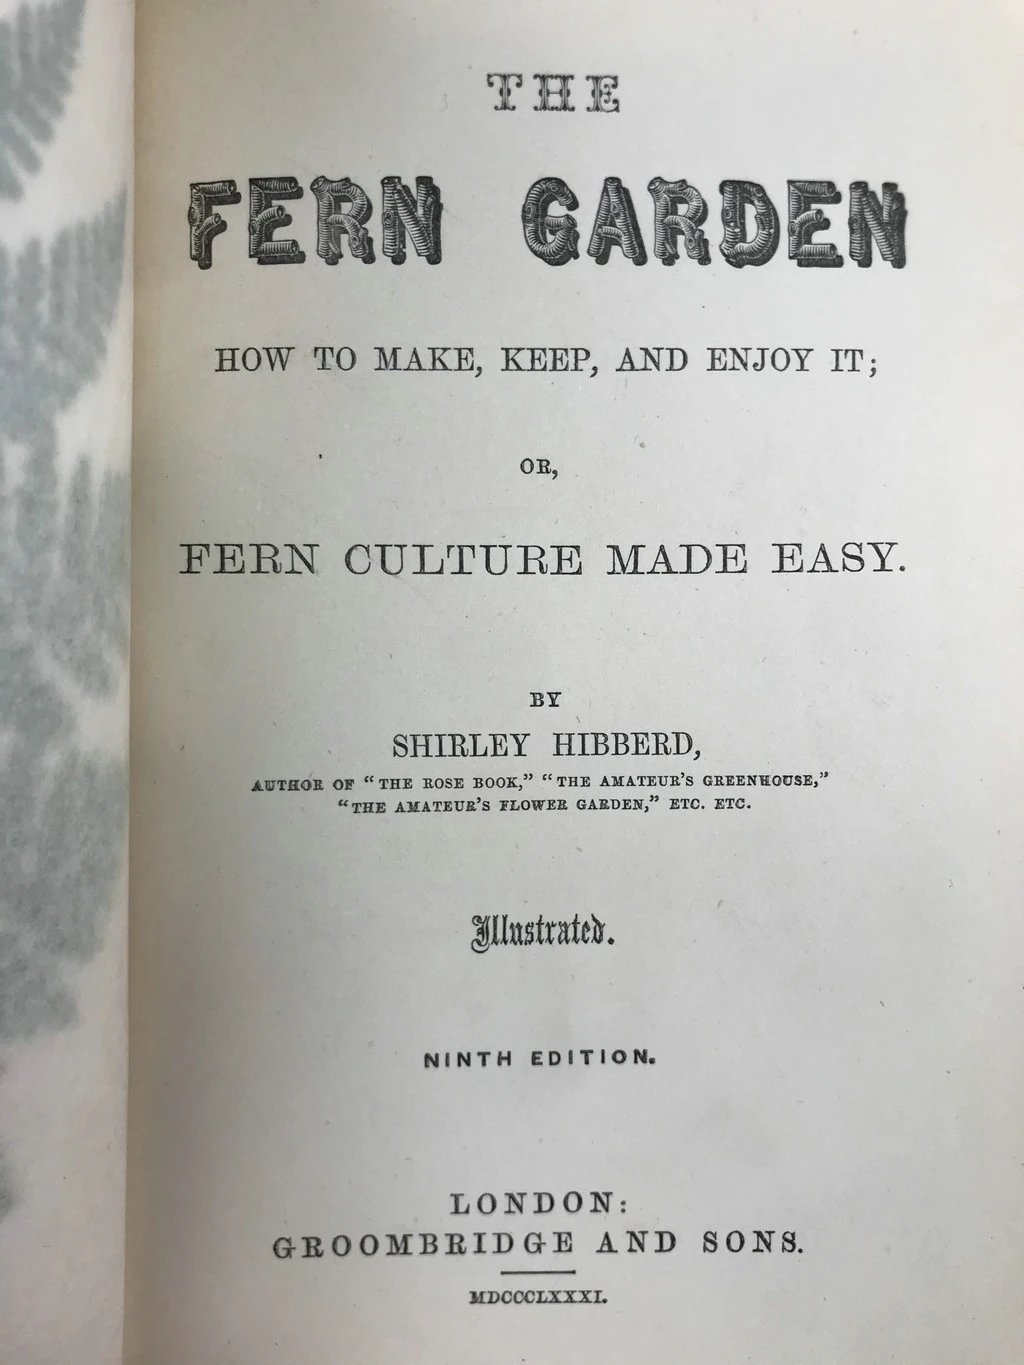 THE
FERN GARDEN
HOW TO MAKE, KEEP, AND ENJOY IT;
OR,
FERN CULTURE MADE EASY.
BY
SHIRLEY HIBBERD,
AUTHOR OF “THE ROSE BOOK,” “THE AMATEUR’S GREENHOUSE,”
“THE AMATEUR’S FLOWER GARDEN,” ETC. ETC.
Illustrated.
NINTH EDITION.
LONDON:
GROOMBRIDGE AND SONS.
MDCCCLXXXI.